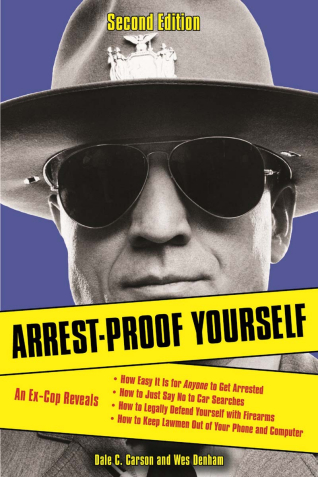 Second Edition
ARREST-PROOF YOURSELF
An Ex-Cop Reveals
• How Easy It Is for Anyone to Get Arrested
• How to Just Say No to Car Searches
• How to Legally Defend Yourself with Firearms
• How to Keep Lawmen Out of Your Phone and Computer
Dale C. Carson and Wes Denham